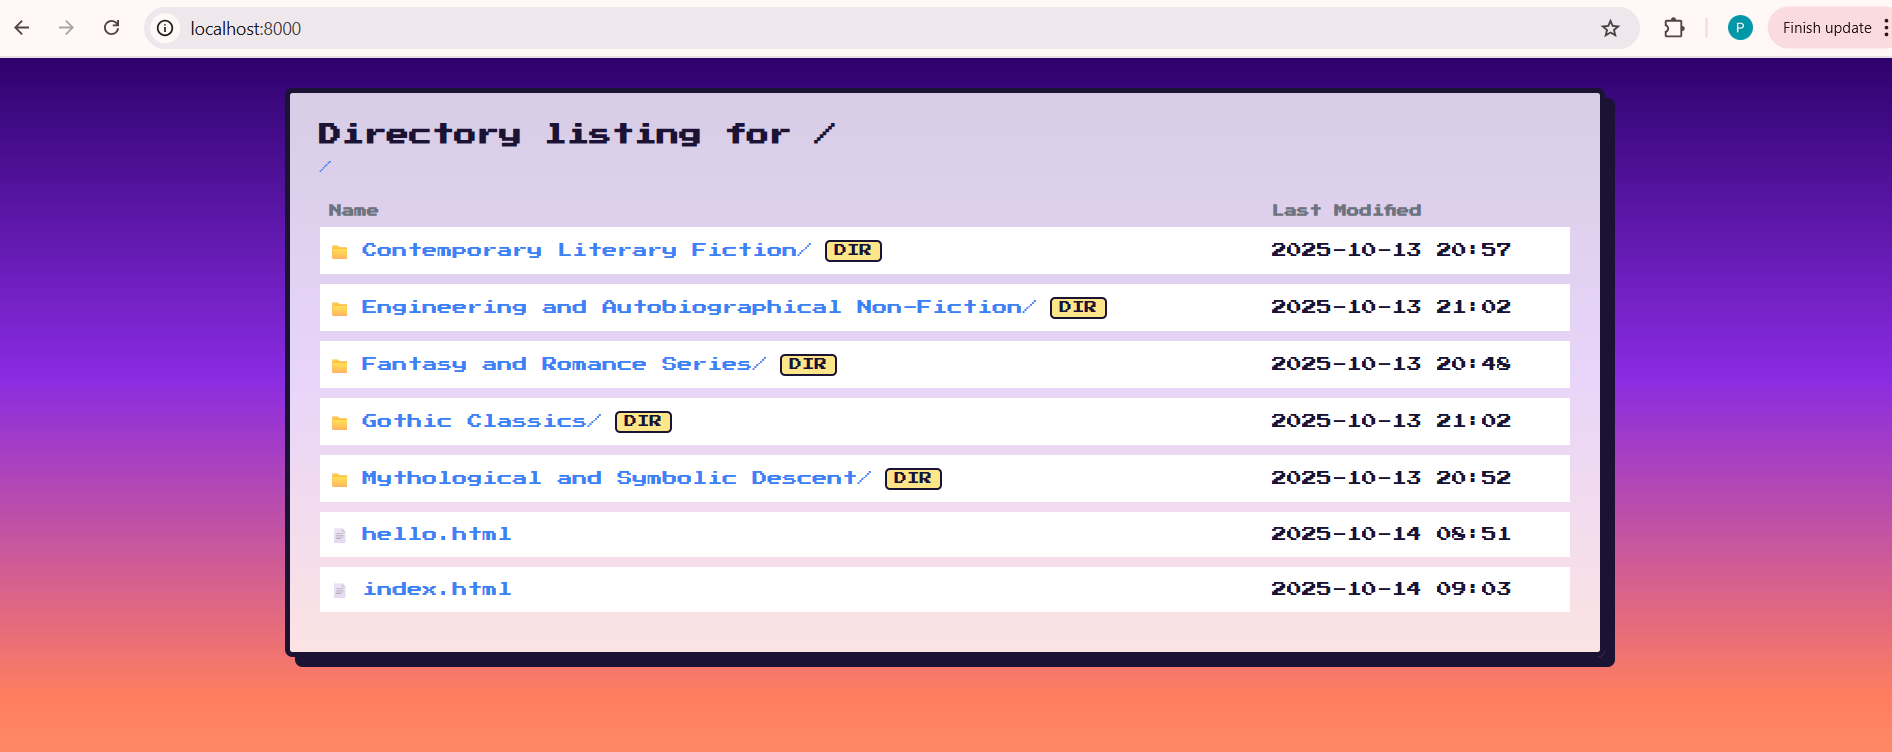 localhost:8000
P
Finish update
Directory listing for /
/
Name Last Modified
Contemporary Literary Fiction/ DIR 2025-10-13 20:57
Engineering and Autobiographical Non-Fiction/ DIR 2025-10-13 21:02
Fantasy and Romance Series/ DIR 2025-10-13 20:48
Gothic Classics/ DIR 2025-10-13 21:02
Mythological and Symbolic Descent/ DIR 2025-10-13 20:52
hello.html 2025-10-14 08:51
index.html 2025-10-14 09:03